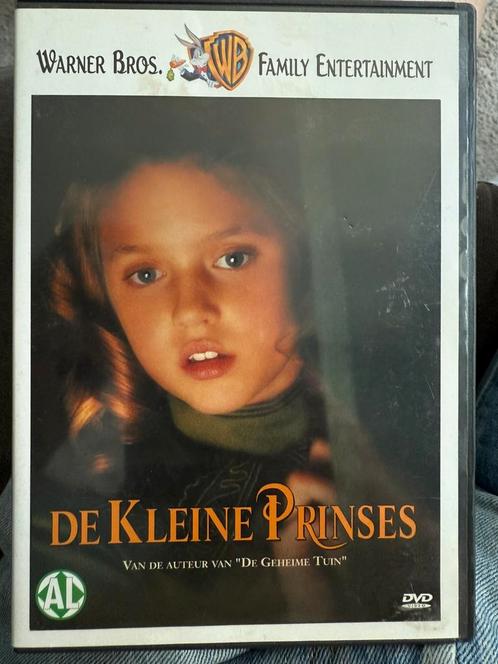 WARNER BROS. WB FAMILY ENTERTAINMENT
DE KLEINE PRINSES
VAN DE AUTEUR VAN "DE GEHEIME TUIN"
AL
DVD
VIDEO